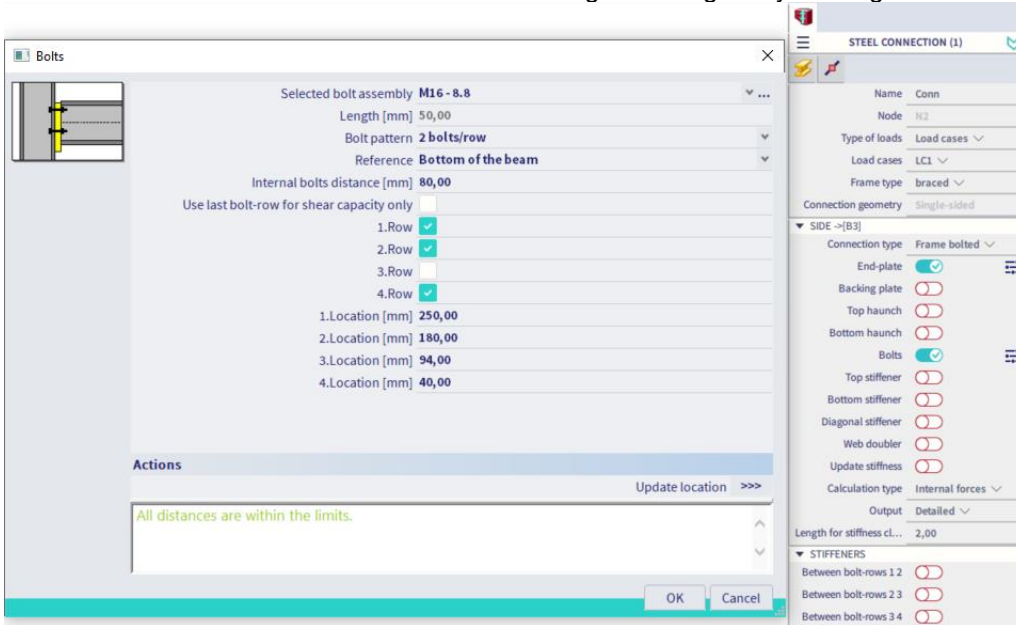 Bolts
Selected bolt assembly M16 - 8.8 ...
Length [mm] 50,00
Bolt pattern 2 bolts/row
Reference Bottom of the beam
Internal bolts distance [mm] 80,00
Use last bolt-row for shear capacity only
1.Row
2.Row
3.Row
4.Row
1.Location [mm] 250,00
2.Location [mm] 180,00
3.Location [mm] 94,00
4.Location [mm] 40,00
Actions
Update location >>>
All distances are within the limits.
OK Cancel
STEEL CONNECTION (1)
Name Conn
Node N2
Type of loads Load cases
Load cases LC1
Frame type braced
Connection geometry Single-sided
SIDE ->[B3]
Connection type Frame bolted
End-plate
Backing plate
Top haunch
Bottom haunch
Bolts
Top stiffener
Bottom stiffener
Diagonal stiffener
Web doubler
Update stiffness
Calculation type Internal forces
Output Detailed
Length for stiffness cl... 2,00
STIFFENERS
Between bolt-rows 1 2
Between bolt-rows 2 3
Between bolt-rows 3 4